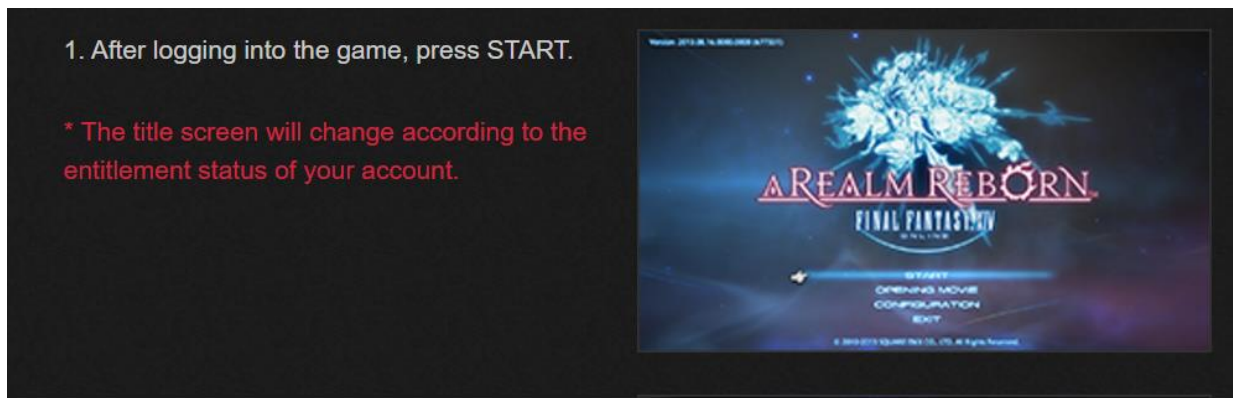 1. After logging into the game, press START.
* The title screen will change according to the
entitlement status of your account.
A REALM REBORN
FINAL FANTASY XIV
ONLINE
START
OPENING MOVIE
CONFIGURATION
EXIT